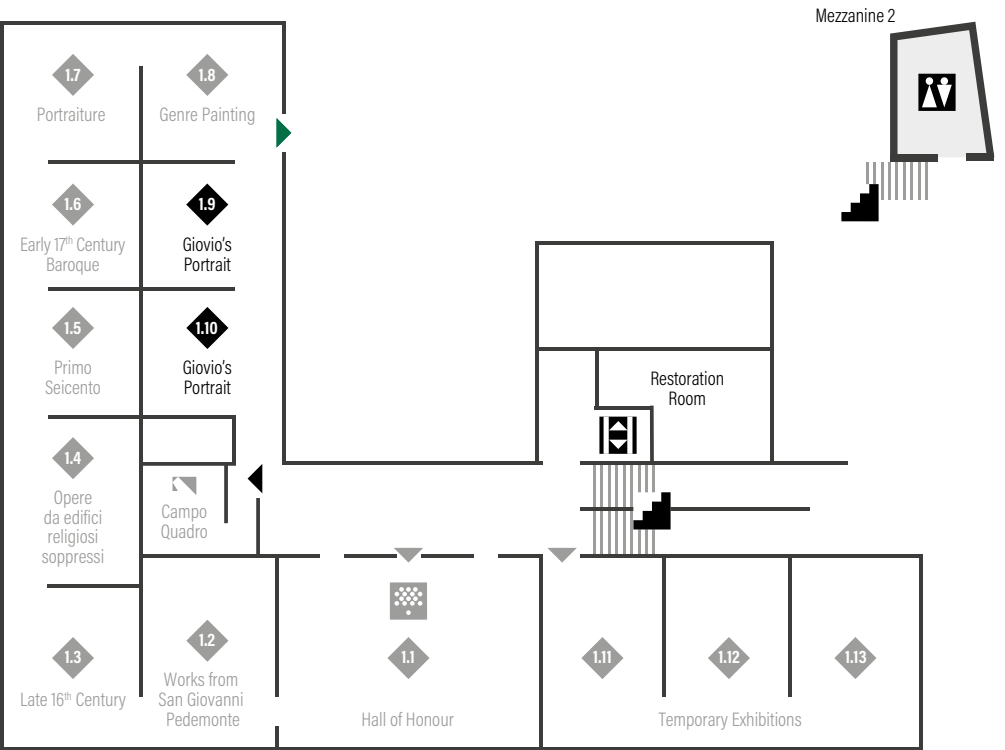 Mezzanine 2
1.7
Portraiture
1.8
Genre Painting
1.6
Early 17th Century
Baroque
1.9
Giovio's
Portrait
1.5
Primo
Seicento
1.10
Giovio's
Portrait
Restoration
Room
1.4
Opere
da edifici
religiosi
soppressi
Campo
Quadro
1.3
Late 16th Century
1.2
Works from
San Giovanni
Pedemonte
1.1
Hall of Honour
1.11
1.12
1.13
Temporary Exhibitions